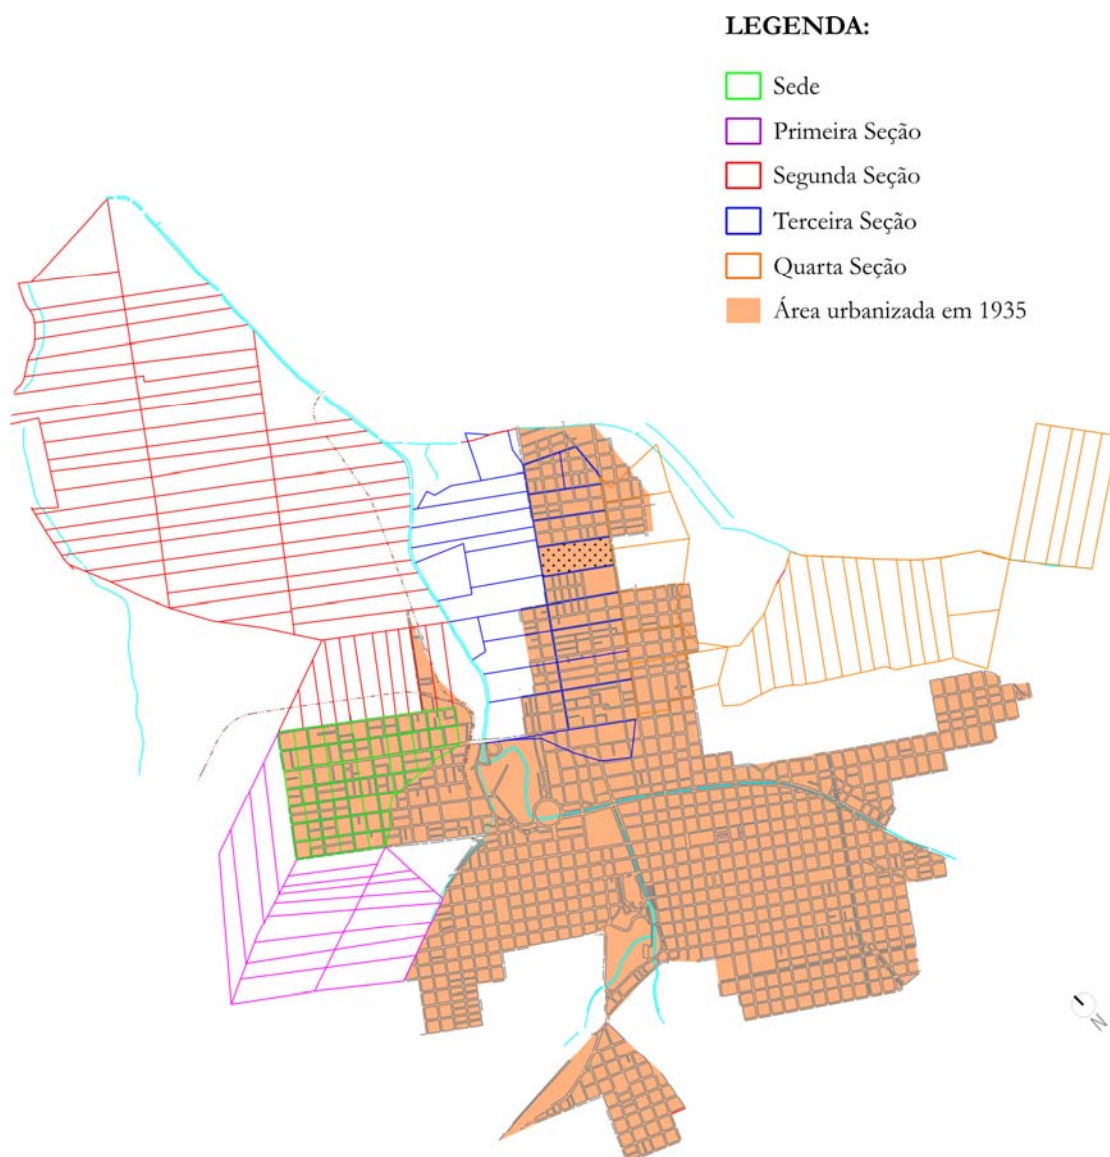 LEGENDA:
Sede
Primeira Seção
Segunda Seção
Terceira Seção
Quarta Seção
Área urbanizada em 1935
N